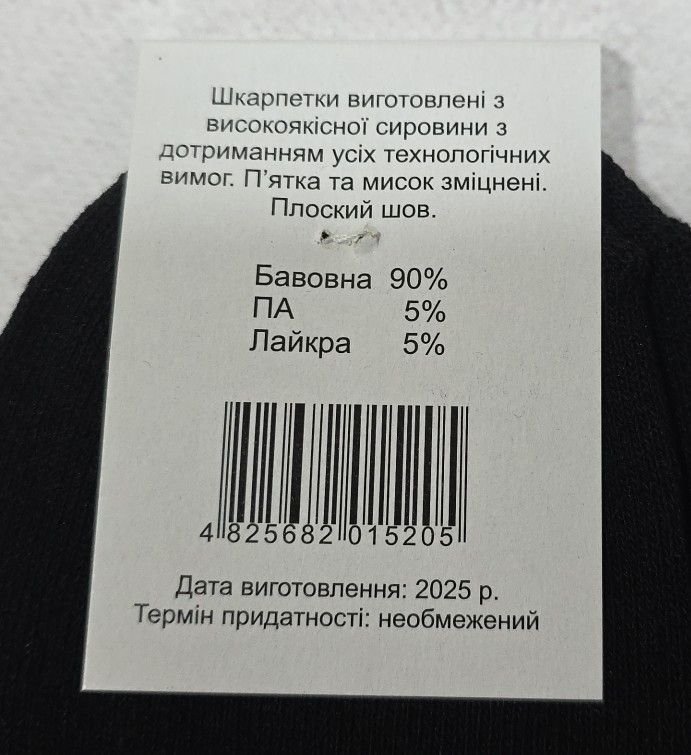 Шкарпетки виготовлені з
високоякісної сировини з
дотриманням усіх технологічних
вимог. П'ятка та мисок зміцнені.
Плоский шов.
Бавовна 90%
ПА 5%
Лайкра 5%
4 825682 015205
Дата виготовлення: 2025 р.
Термін придатності: необмежений